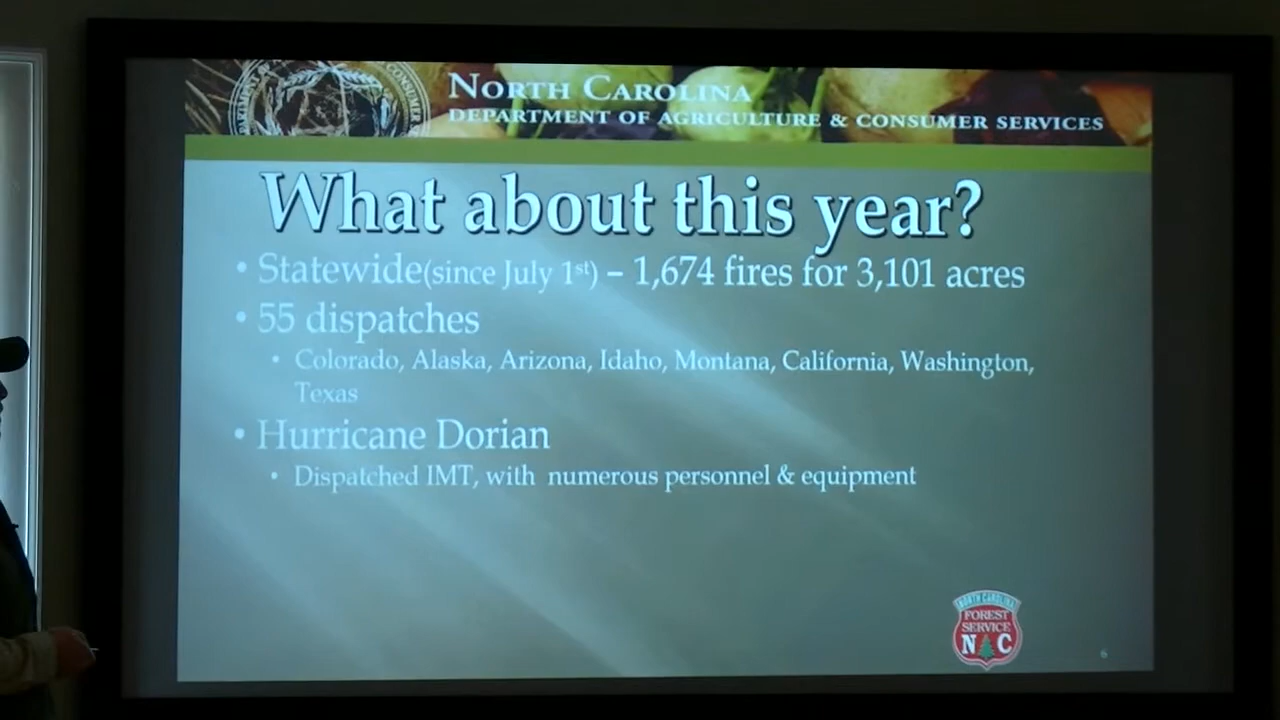 North Carolina
DEPARTMENT OF AGRICULTURE & CONSUMER SERVICES
What about this year?
• Statewide(since July 1st) – 1,674 fires for 3,101 acres
• 55 dispatches
• Colorado, Alaska, Arizona, Idaho, Montana, California, Washington,
Texas
• Hurricane Dorian
• Dispatched IMT, with numerous personnel & equipment
NORTH CAROLINA
FOREST
SERVICE
N C
6